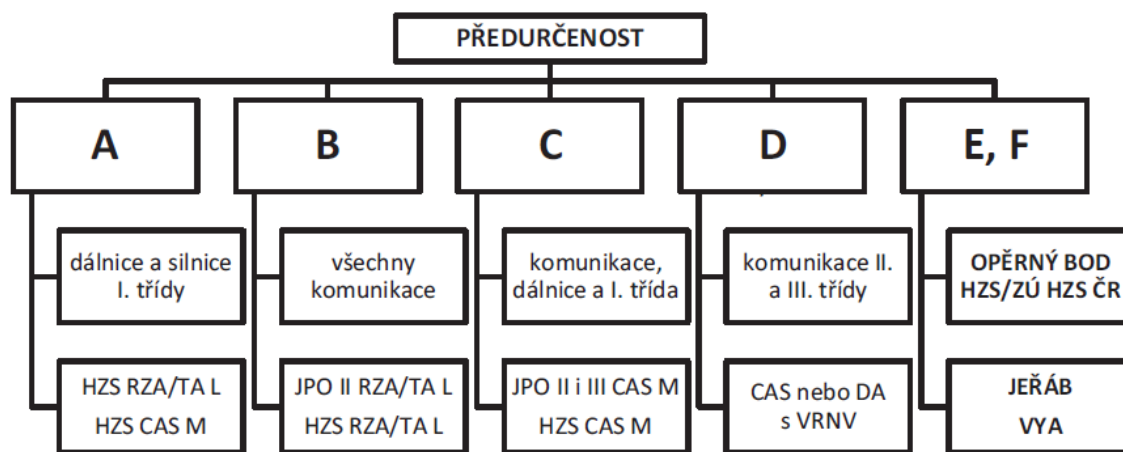 PŘEDURČENOST
A
B
C
D
E, F
dálnice a silnice
I. třídy
všechny
komunikace
komunikace,
dálnice a I. třída
komunikace II.
a III. třídy
OPĚRNÝ BOD
HZS/ZÚ HZS ČR
HZS RZA/TA L
HZS CAS M
JPO II RZA/TA L
HZS RZA/TA L
JPO II i III CAS M
HZS CAS M
CAS nebo DA
s VRNV
JEŘÁB
VYA